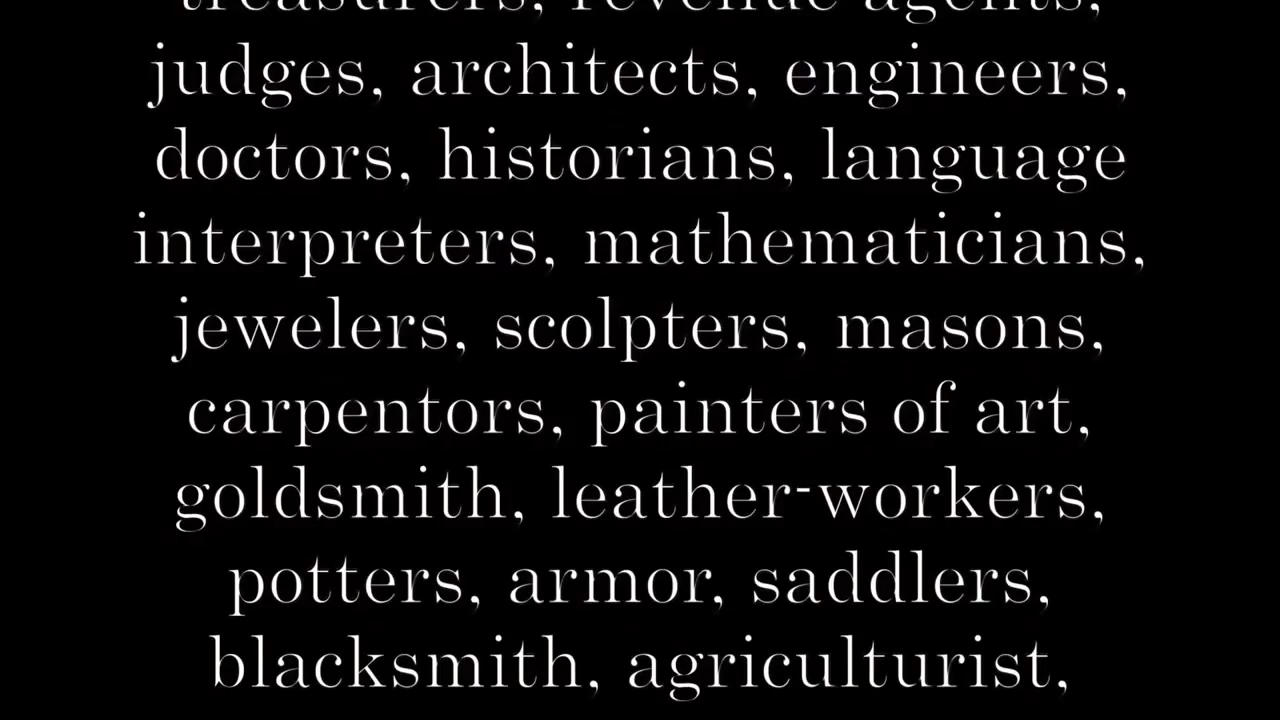 treasurers, revenue agents,
judges, architects, engineers,
doctors, historians, language
interpreters, mathematicians,
jewelers, scolpters, masons,
carpentors, painters of art,
goldsmith, leather-workers,
potters, armor, saddlers,
blacksmith, agriculturist,